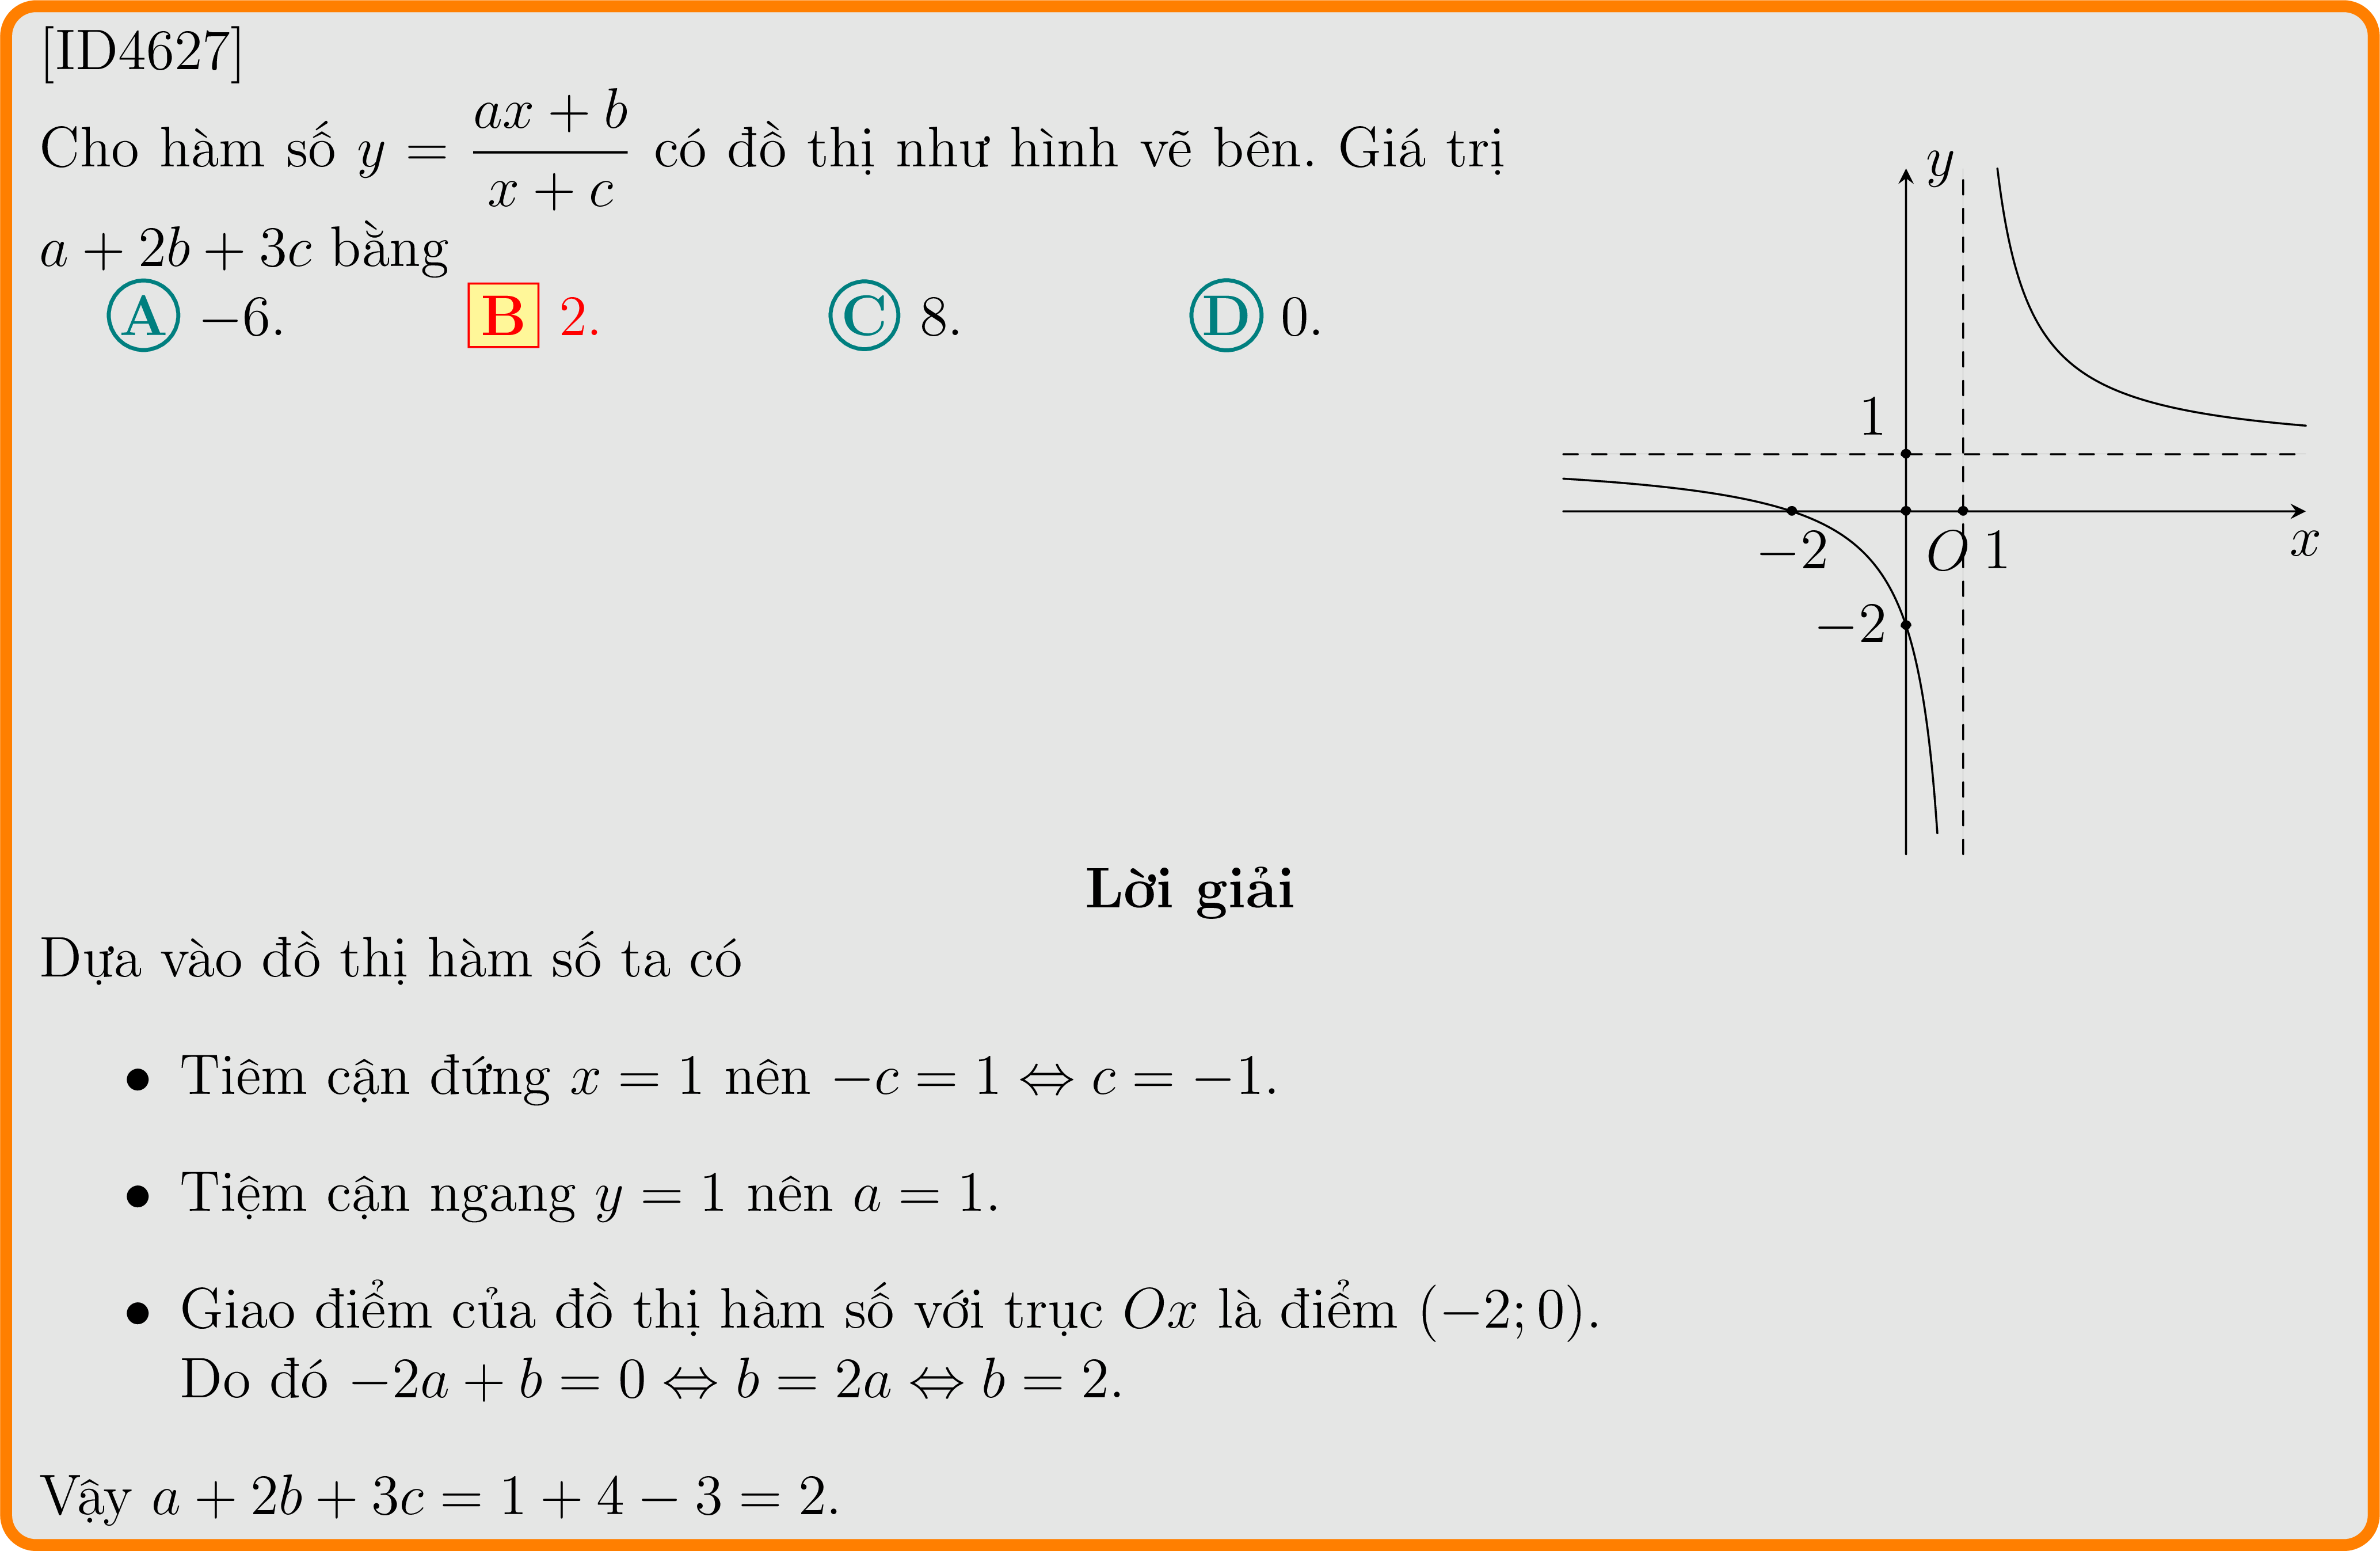 [ID4627]
Cho hàm số y = \frac{ax + b}{x + c} có đồ thị như hình vẽ bên. Giá trị
a + 2b + 3c bằng
A −6. B 2. C 8. D 0.
y
1
−2 O 1 x
−2
Lời giải
Dựa vào đồ thị hàm số ta có
• Tiêm cận đứng x = 1 nên −c = 1 ⇔ c = −1.
• Tiệm cận ngang y = 1 nên a = 1.
• Giao điểm của đồ thị hàm số với trục Ox là điểm (−2; 0).
Do đó −2a + b = 0 ⇔ b = 2a ⇔ b = 2.
Vậy a + 2b + 3c = 1 + 4 − 3 = 2.